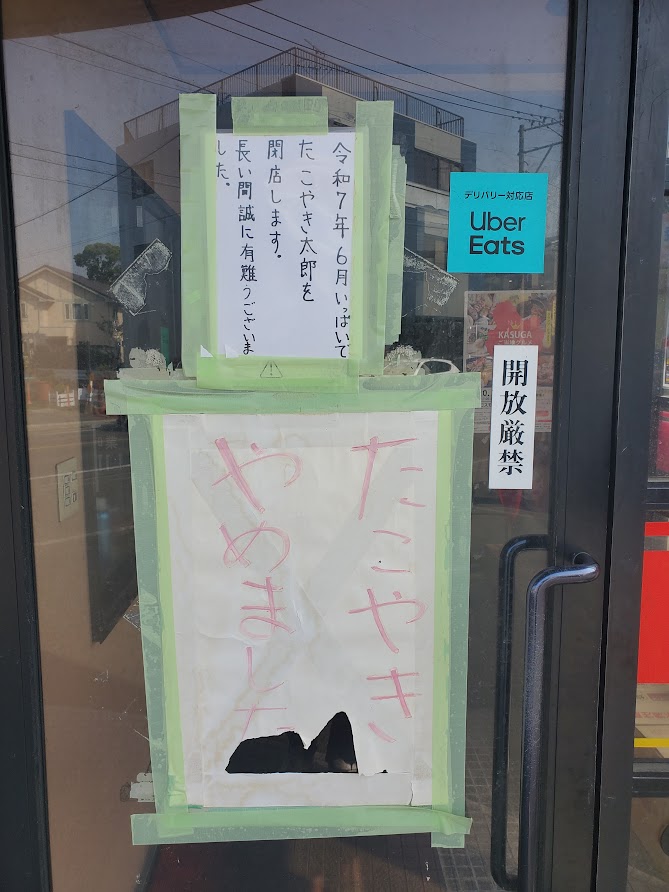 令和7年6月いっぱいで
たこやき太郎を
閉店します.
長い間誠に有難うございま
した.
デリバリー対応店
Uber
Eats
KASUGA
開放厳禁
たこやき
やめました